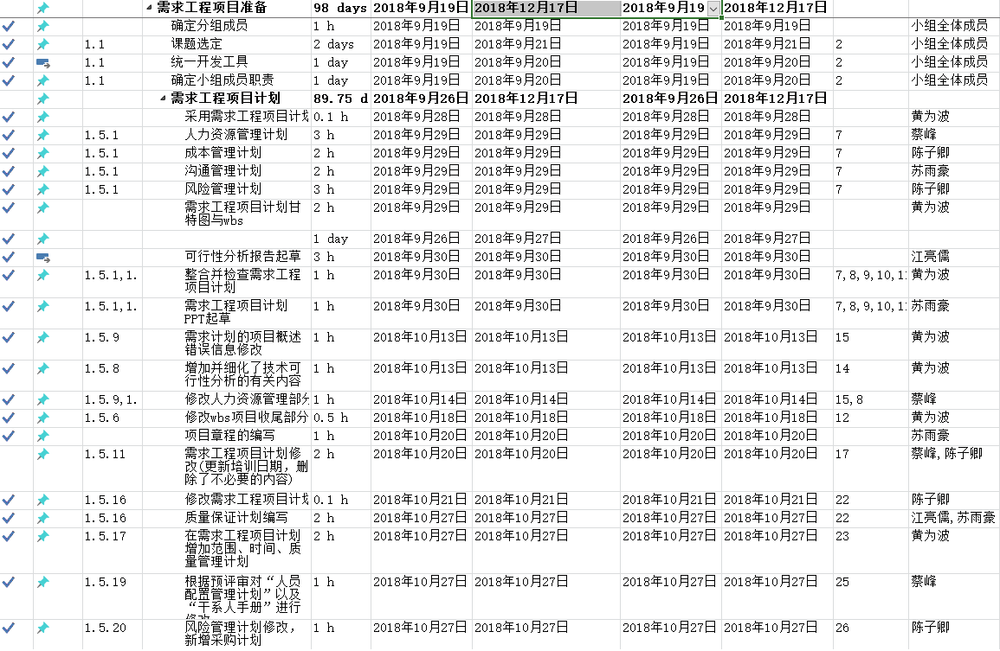 需求工程项目准备 98 days 2018年9月19日 2018年12月17日 2018年9月19 2018年12月17日
确定分组成员 1 h 2018年9月19日 2018年9月19日 2018年9月19日 2018年9月19日 小组全体成员
1.1 课题选定 2 days 2018年9月19日 2018年9月21日 2018年9月19日 2018年9月21日 2 小组全体成员
1.1 统一开发工具 1 day 2018年9月19日 2018年9月20日 2018年9月19日 2018年9月20日 2 小组全体成员
1.1 确定小组成员职责 1 day 2018年9月19日 2018年9月20日 2018年9月19日 2018年9月20日 2 小组全体成员
需求工程项目计划 89.75 d 2018年9月26日 2018年12月17日 2018年9月26日 2018年12月17日
采用需求工程项目计划 0.1 h 2018年9月28日 2018年9月28日 2018年9月28日 2018年9月28日 黄为波
1.5.1 人力资源管理计划 3 h 2018年9月29日 2018年9月29日 2018年9月29日 2018年9月29日 7 蔡峰
1.5.1 成本管理计划 2 h 2018年9月29日 2018年9月29日 2018年9月29日 2018年9月29日 7 陈子卿
1.5.1 沟通管理计划 2 h 2018年9月29日 2018年9月29日 2018年9月29日 2018年9月29日 7 苏雨豪
1.5.1 风险管理计划 3 h 2018年9月29日 2018年9月29日 2018年9月29日 2018年9月29日 7 陈子卿
需求工程项目计划甘 2 h 2018年9月29日 2018年9月29日 2018年9月29日 2018年9月29日 黄为波
特图与wbs
1 day 2018年9月26日 2018年9月27日 2018年9月26日 2018年9月27日
可行性分析报告起草 3 h 2018年9月30日 2018年9月30日 2018年9月30日 2018年9月30日 江亮儒
1.5.1,1. 整合并检查需求工程 1 h 2018年9月30日 2018年9月30日 2018年9月30日 2018年9月30日 7,8,9,10,11 黄为波
项目计划
1.5.1,1. 需求工程项目计划 1 h 2018年9月30日 2018年9月30日 2018年9月30日 2018年9月30日 7,8,9,10,11 苏雨豪
PPT起草
1.5.9 需求计划的项目概述 1 h 2018年10月13日 2018年10月13日 2018年10月13日 2018年10月13日 15 黄为波
错误信息修改
1.5.8 增加并细化了技术可 1 h 2018年10月13日 2018年10月13日 2018年10月13日 2018年10月13日 14 黄为波
行性分析的有关内容
1.5.9,1. 修改人力资源管理部分 1 h 2018年10月14日 2018年10月14日 2018年10月14日 2018年10月14日 15,8 蔡峰
1.5.6 修改wbs项目收尾部分 0.5 h 2018年10月18日 2018年10月18日 2018年10月18日 2018年10月18日 12 黄为波
项目章程的编写 1 h 2018年10月20日 2018年10月20日 2018年10月20日 2018年10月20日 苏雨豪
1.5.11 需求工程项目计划修 2 h 2018年10月20日 2018年10月20日 2018年10月20日 2018年10月20日 17 蔡峰,陈子卿
改(更新培训日期，删
除了不必要的内容)
1.5.16 修改需求工程项目计划 0.1 h 2018年10月21日 2018年10月21日 2018年10月21日 2018年10月21日 22 陈子卿
1.5.16 质量保证计划编写 2 h 2018年10月27日 2018年10月27日 2018年10月27日 2018年10月27日 22 江亮儒,苏雨豪
1.5.17 在需求工程项目计划 2 h 2018年10月27日 2018年10月27日 2018年10月27日 2018年10月27日 23 黄为波
增加范围、时间、质
量管理计划
1.5.19 根据预评审对“人员 1 h 2018年10月27日 2018年10月27日 2018年10月27日 2018年10月27日 25 蔡峰
配置管理计划”以及
“干系人手册”进行
修改
1.5.20 风险管理计划修改， 1 h 2018年10月27日 2018年10月27日 2018年10月27日 2018年10月27日 26 陈子卿
新增采购计划